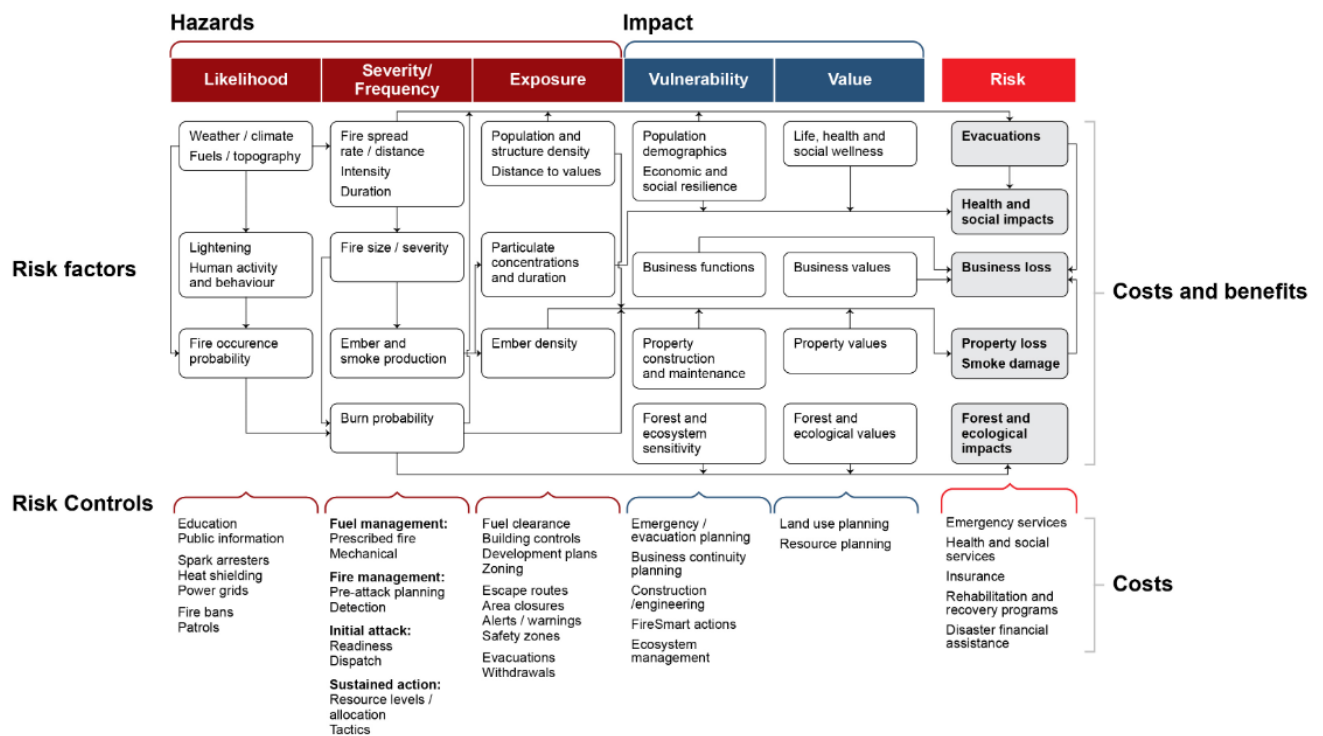 Hazards
Impact
Likelihood
Severity/
Frequency
Exposure
Vulnerability
Value
Risk
Risk factors
Weather / climate
Fuels / topography
Lightening
Human activity
and behaviour
Fire occurence
probability
Fire spread
rate / distance
Intensity
Duration
Fire size / severity
Ember and
smoke production
Burn probability
Population and
structure density
Distance to values
Particulate
concentrations
and duration
Ember density
Population
demographics
Economic and
social resilience
Business functions
Property
construction
and maintenance
Forest and
ecosystem
sensitivity
Life, health and
social wellness
Business values
Property values
Forest and
ecological values
Evacuations
Health and
social impacts
Business loss
Property loss
Smoke damage
Forest and
ecological
impacts
Costs and benefits
Risk Controls
Education
Public information
Spark arresters
Heat shielding
Power grids
Fire bans
Patrols
Fuel management:
Prescribed fire
Mechanical
Fire management:
Pre-attack planning
Detection
Initial attack:
Readiness
Dispatch
Sustained action:
Resource levels /
allocation
Tactics
Fuel clearance
Building controls
Development plans
Zoning
Escape routes
Area closures
Alerts / warnings
Safety zones
Evacuations
Withdrawals
Emergency /
evacuation planning
Business continuity
planning
Construction
/engineering
FireSmart actions
Ecosystem
management
Land use planning
Resource planning
Emergency services
Health and social
services
Insurance
Rehabilitation and
recovery programs
Disaster financial
assistance
Costs